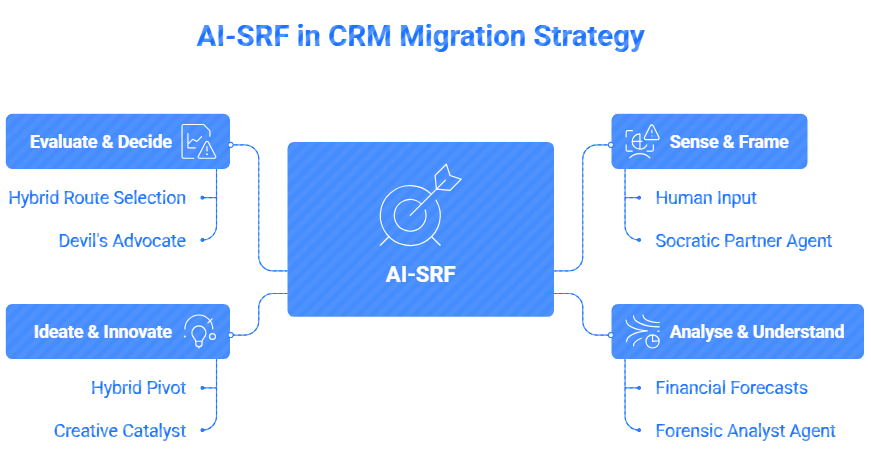 AI-SRF in CRM Migration Strategy
Evaluate & Decide
Hybrid Route Selection
Devil's Advocate
Ideate & Innovate
Hybrid Pivot
Creative Catalyst
AI-SRF
Sense & Frame
Human Input
Socratic Partner Agent
Analyse & Understand
Financial Forecasts
Forensic Analyst Agent